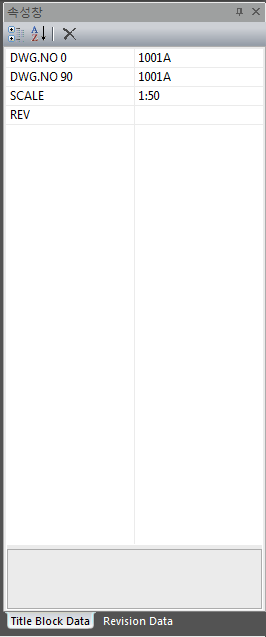 속성창
A
Z
DWG.NO 0 1001A
DWG.NO 90 1001A
SCALE 1:50
REV
Title Block Data Revision Data